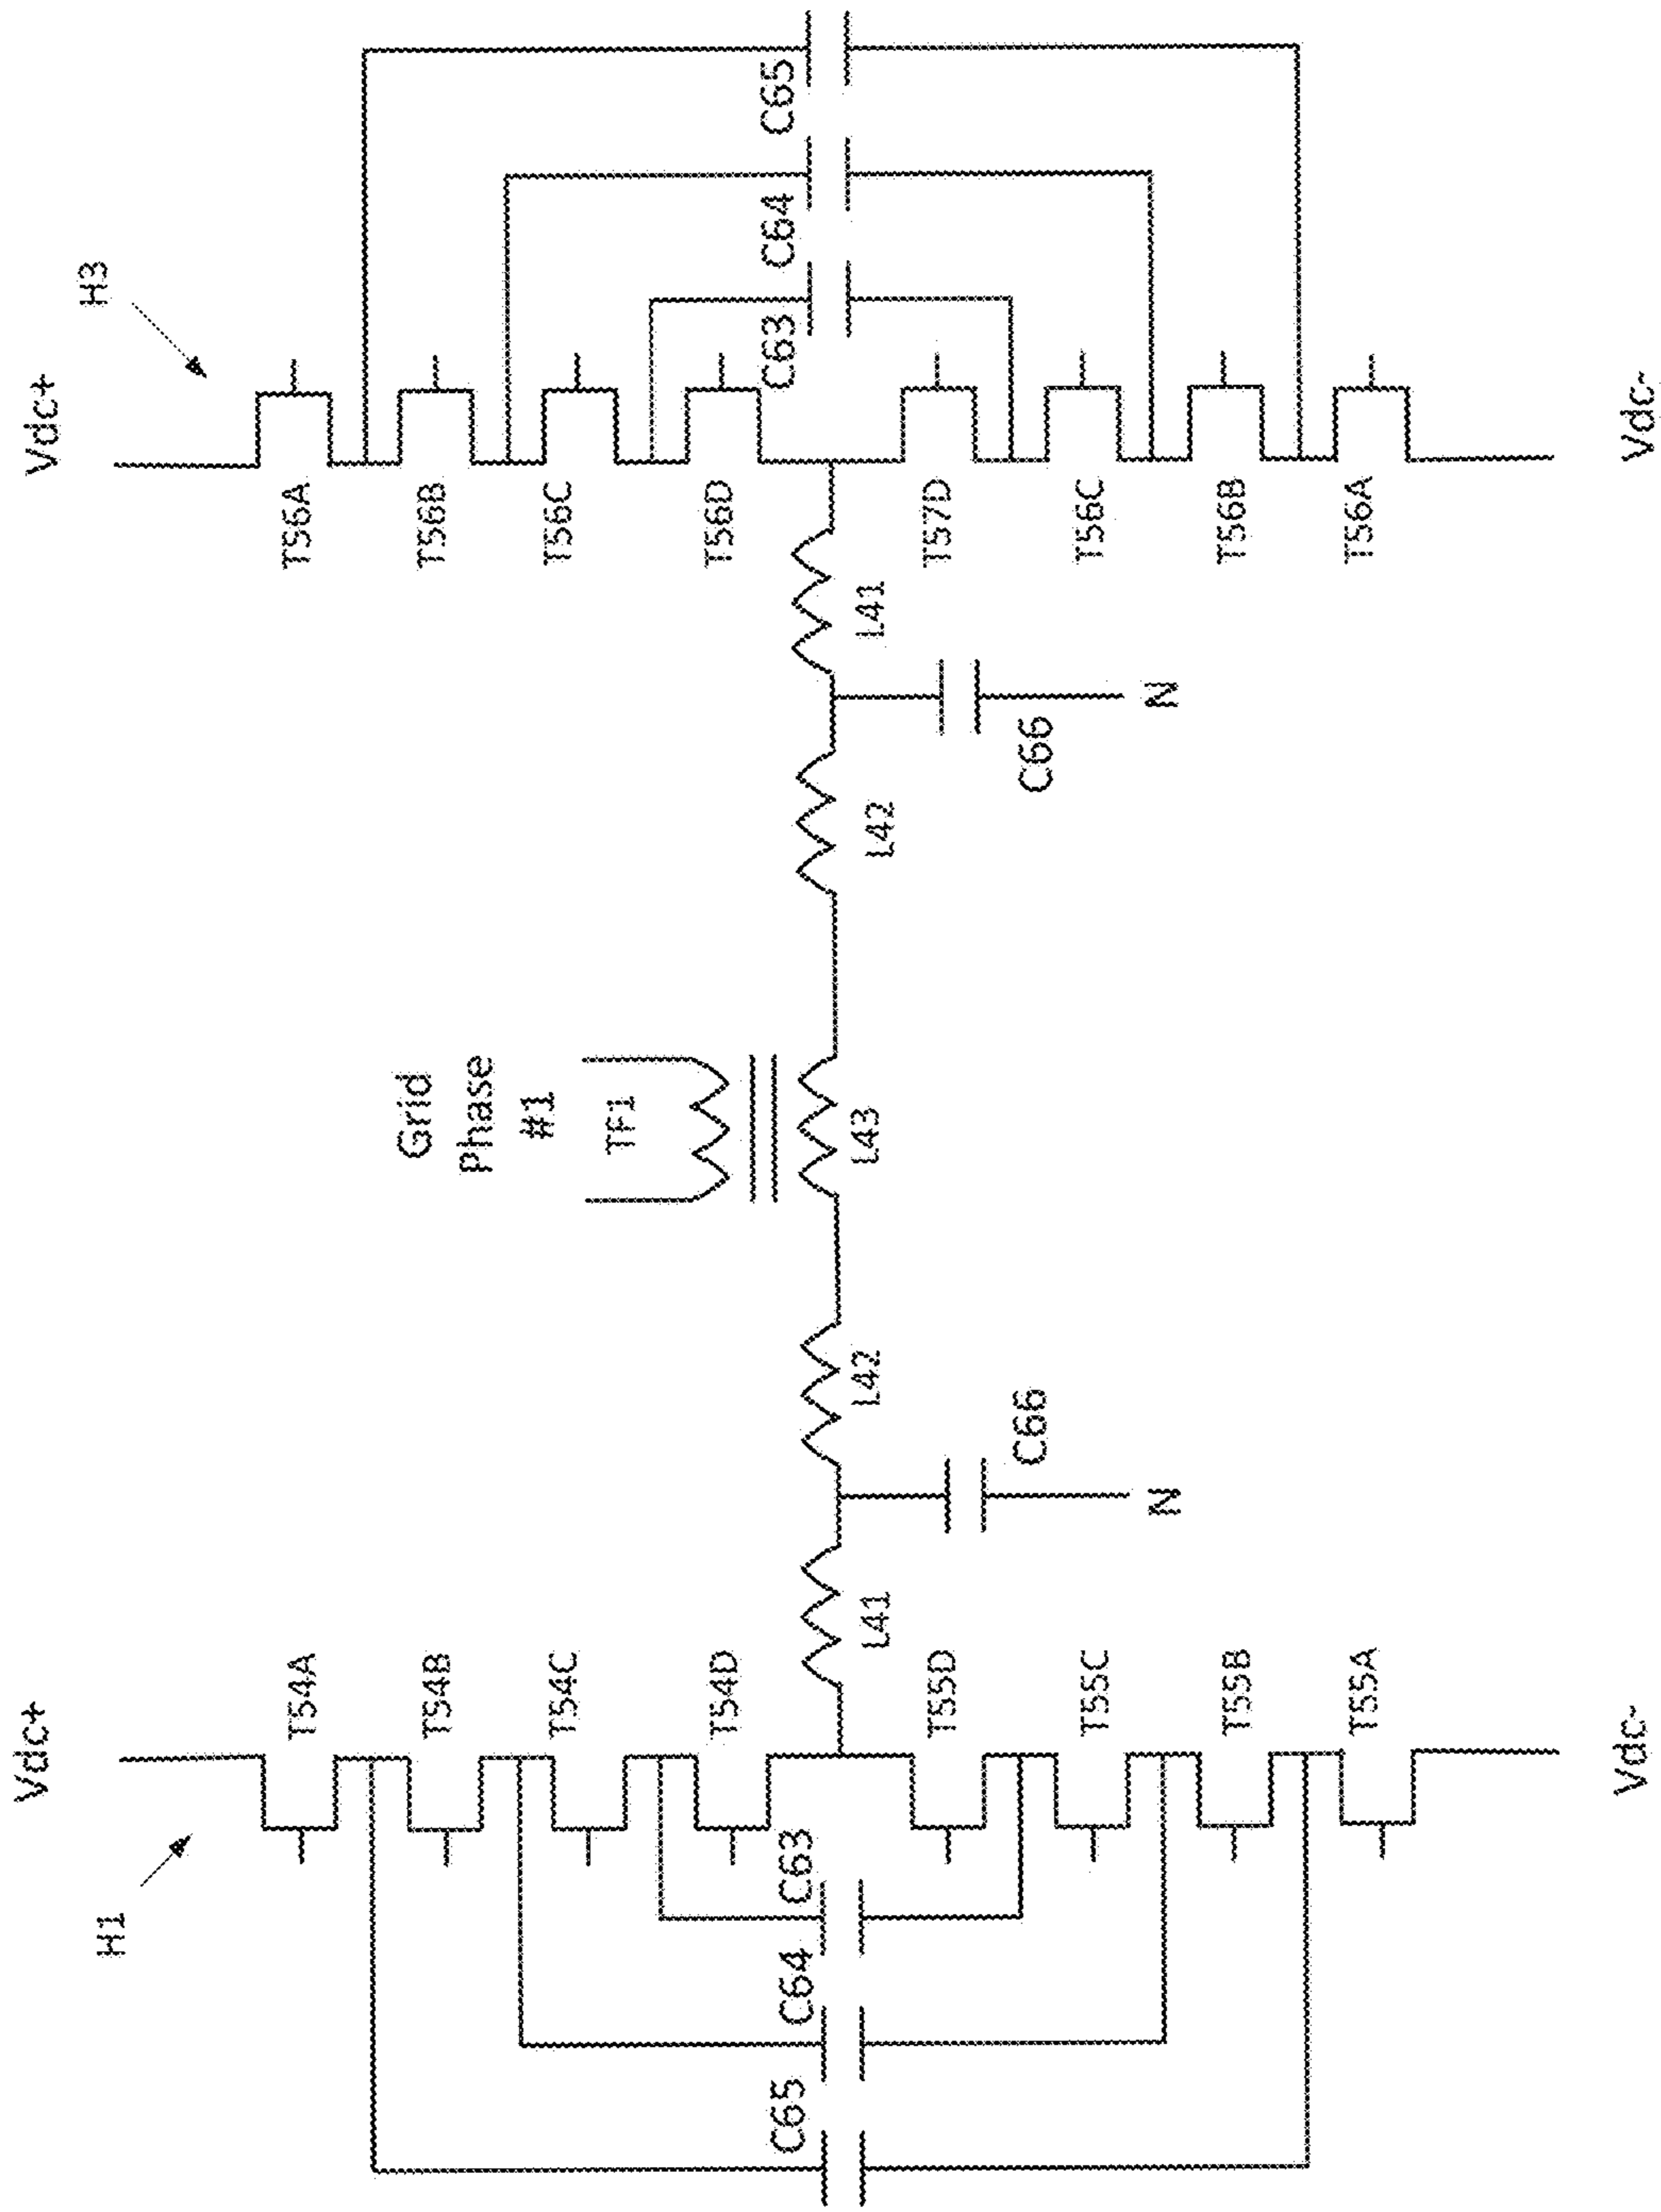 Vdc+
Vdc+
H1
H3
T54A
T56A
Grid
T54B
T56B
Phase
#1
T54C
T56C
TF1
T54D
T56D
C65
C64
C63
C63
C64
C65
L41
L42
L43
L42
L41
T55D
T57D
C66
C66
T55C
T56C
N
N
T55B
T56B
T55A
T56A
Vdc-
Vdc-